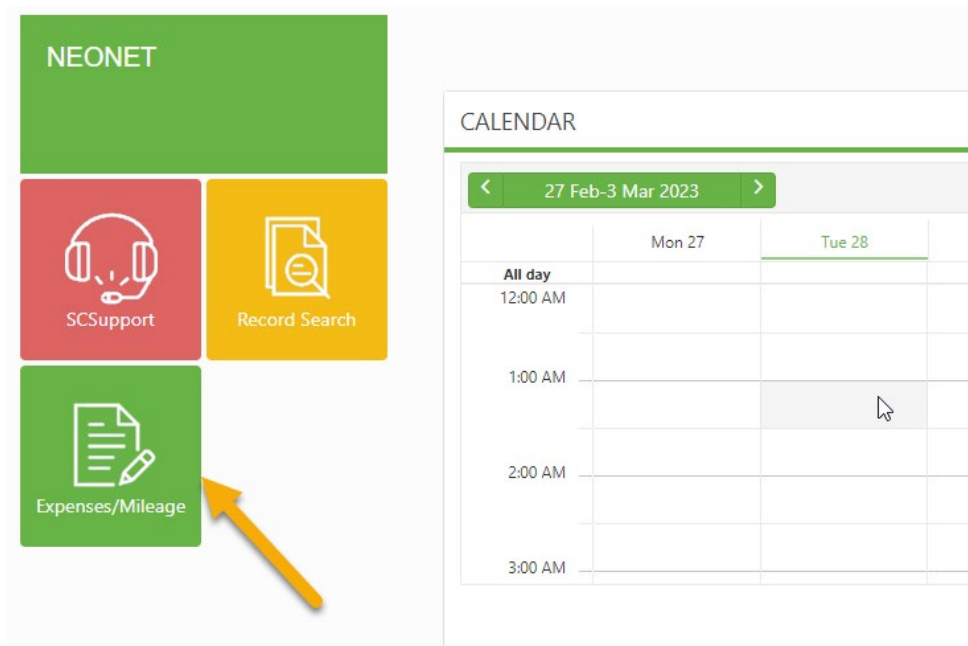 NEONET
SCSupport
Record Search
Expenses/Mileage
CALENDAR
27 Feb-3 Mar 2023
Mon 27
Tue 28
All day
12:00 AM
1:00 AM
2:00 AM
3:00 AM